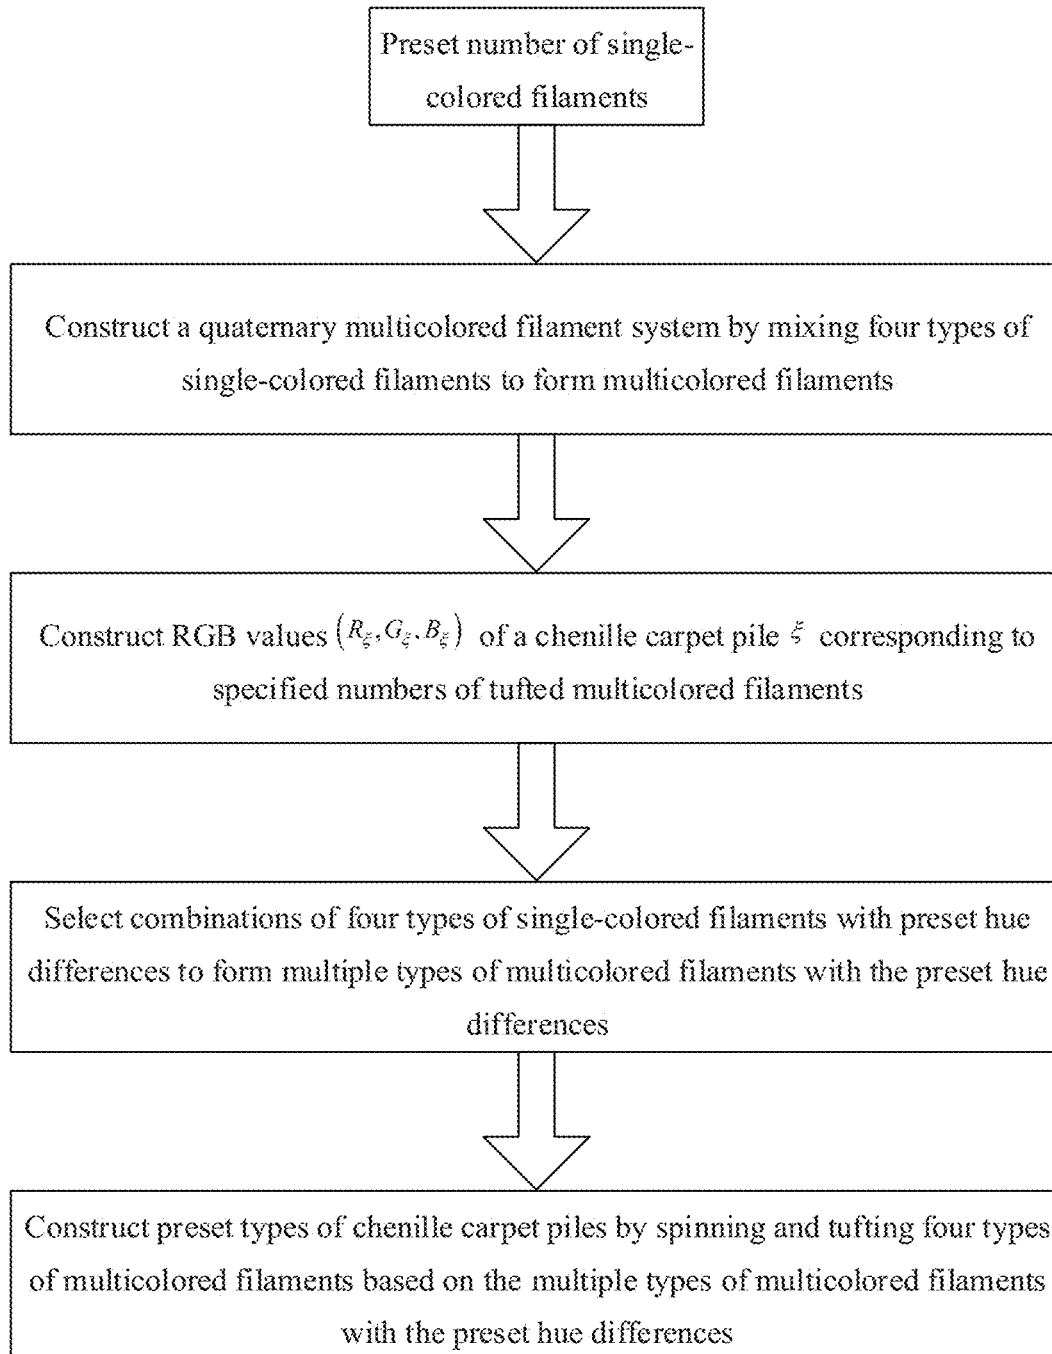 Preset number of single-
colored filaments
Construct a quaternary multicolored filament system by mixing four types of
single-colored filaments to form multicolored filaments
Construct RGB values (Rξ, Gξ, Bξ) of a chenille carpet pile ξ corresponding to
specified numbers of tufted multicolored filaments
Select combinations of four types of single-colored filaments with preset hue
differences to form multiple types of multicolored filaments with the preset hue
differences
Construct preset types of chenille carpet piles by spinning and tufting four types
of multicolored filaments based on the multiple types of multicolored filaments
with the preset hue differences